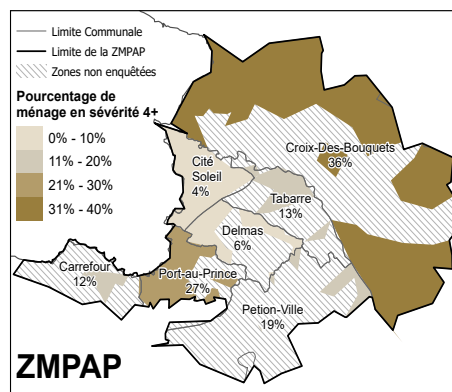 Limite Communale
Limite de la ZMPAP
Zones non enquêtées
Pourcentage de
ménage en sévérité 4+
0% - 10%
11% - 20%
21% - 30%
31% - 40%
Croix-Des-Bouquets
36%
Cité
Soleil
4%
Tabarre
13%
Delmas
6%
Carrefour
12%
Port-au-Prince
27%
Petion-Ville
19%
ZMPAP